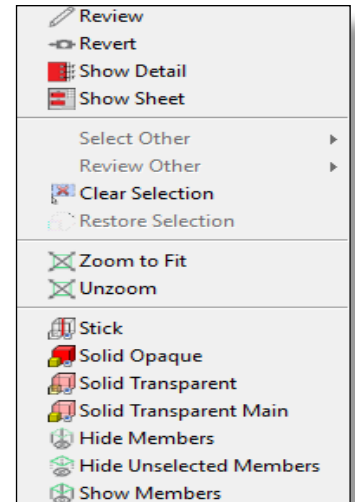 Review
Revert
Show Detail
Show Sheet
Select Other
Review Other
Clear Selection
Restore Selection
Zoom to Fit
Unzoom
Stick
Solid Opaque
Solid Transparent
Solid Transparent Main
Hide Members
Hide Unselected Members
Show Members